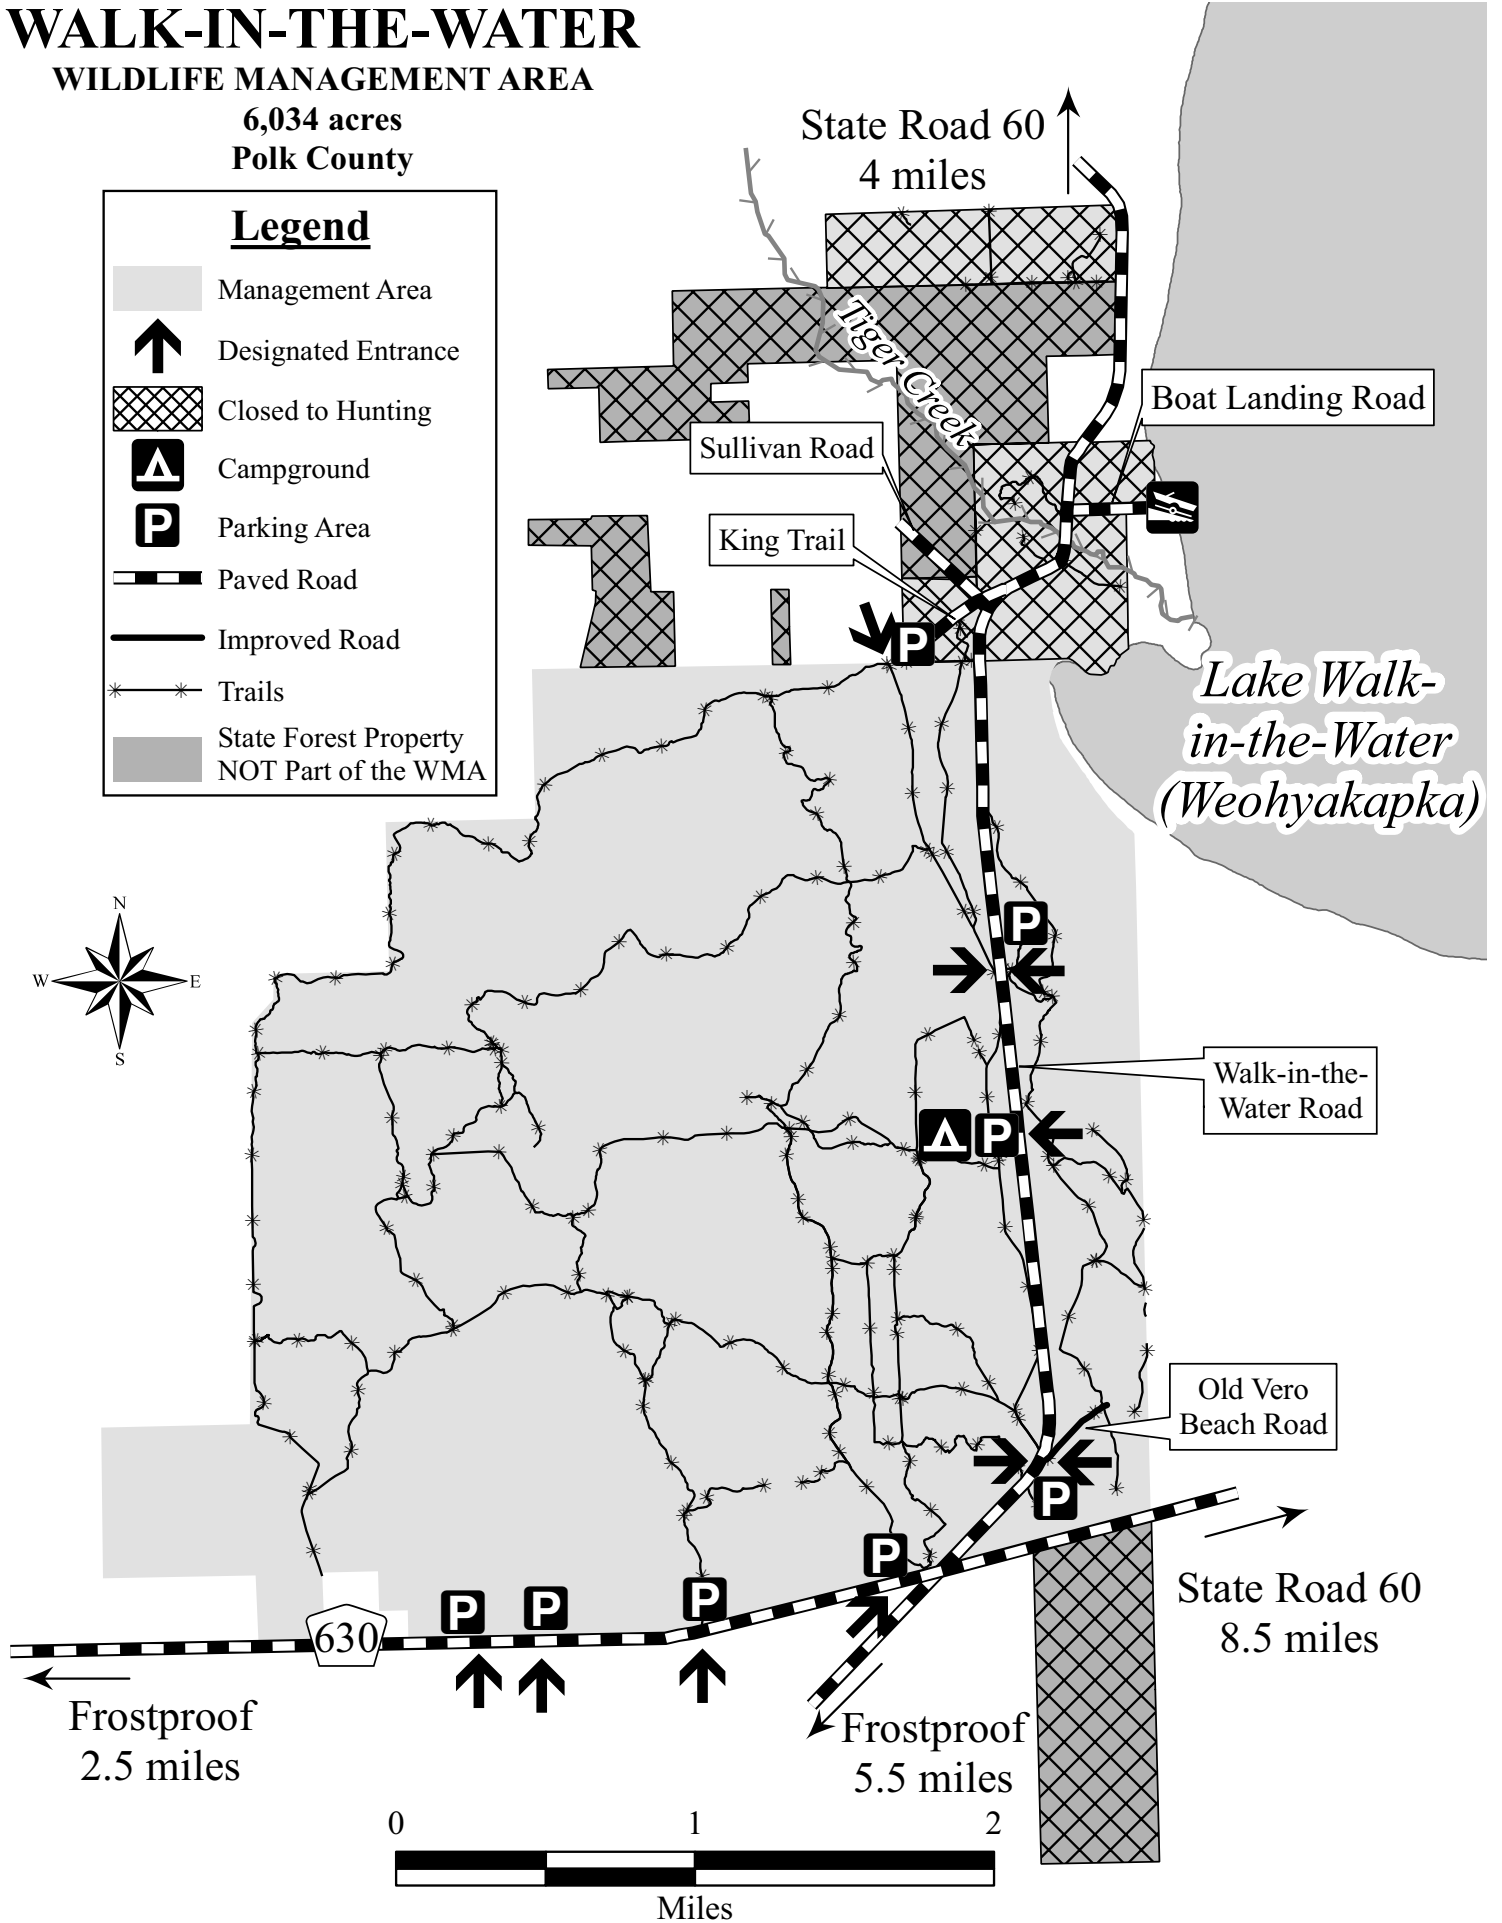 WALK-IN-THE-WATER
WILDLIFE MANAGEMENT AREA
6,034 acres
Polk County
Legend
Management Area
Designated Entrance
Closed to Hunting
Campground
P
Parking Area
Paved Road
Improved Road
Trails
State Forest Property
NOT Part of the WMA
State Road 60
4 miles
Tiger Creek
Boat Landing Road
Sullivan Road
King Trail
P
Lake Walk-
in-the-Water
(Weohyakapka)
N
W
E
S
P
Walk-in-the-
Water Road
P
Old Vero
Beach Road
P
P
P
P
P
630
State Road 60
8.5 miles
Frostproof
2.5 miles
Frostproof
5.5 miles
0
1
2
Miles